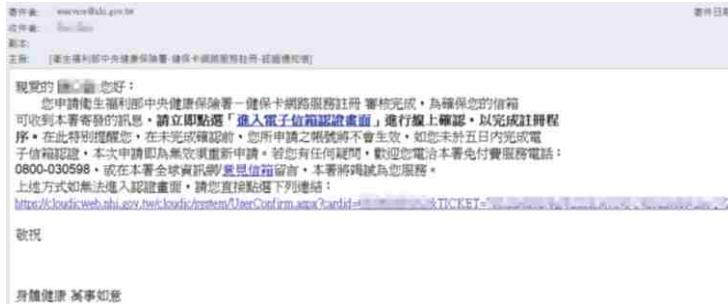 寄件者:
寄件日期
收件者:
副本:
主旨: [衛生福利部中央健康保險署-健保卡網路服務註冊-認證通知信]
親愛的 您好：
您申請衛生福利部中央健康保險署－健保卡網路服務註冊 審核完成，為確保您的信箱
可收到本署寄發的訊息，請立即點選「進入電子信箱認證畫面」進行線上確認，以完成註冊程
序。在此特別提醒您，在未完成確認前，您所申請之帳號將不會生效，如您未於五日內完成電
子信箱認證，本次申請即為無效須重新申請。若您有任何疑問，歡迎您電洽本署免付費服務電話：
0800-030598，或在本署全球資訊網/意見信箱留言，本署將竭誠為您服務。
上述方式如無法進入認證畫面，請您直接點選下列連結：
https://cloudicweb.nhi.gov.tw/cloudic/system/UserConfirm.aspx?cardid= &TICKET=
敬祝
身體健康 萬事如意